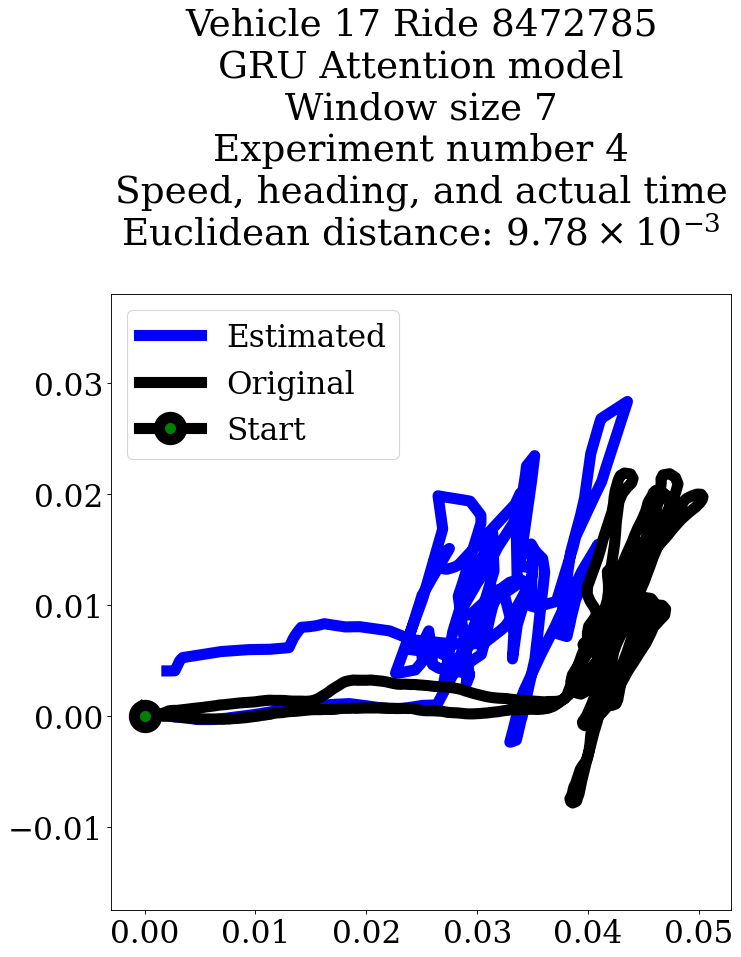 Vehicle 17 Ride 8472785
GRU Attention model
Window size 7
Experiment number 4
Speed, heading, and actual time
Euclidean distance: 9.78 × 10⁻³
Estimated
Original
Start
0.03
0.02
0.01
0.00
−0.01
0.00 0.01 0.02 0.03 0.04 0.05